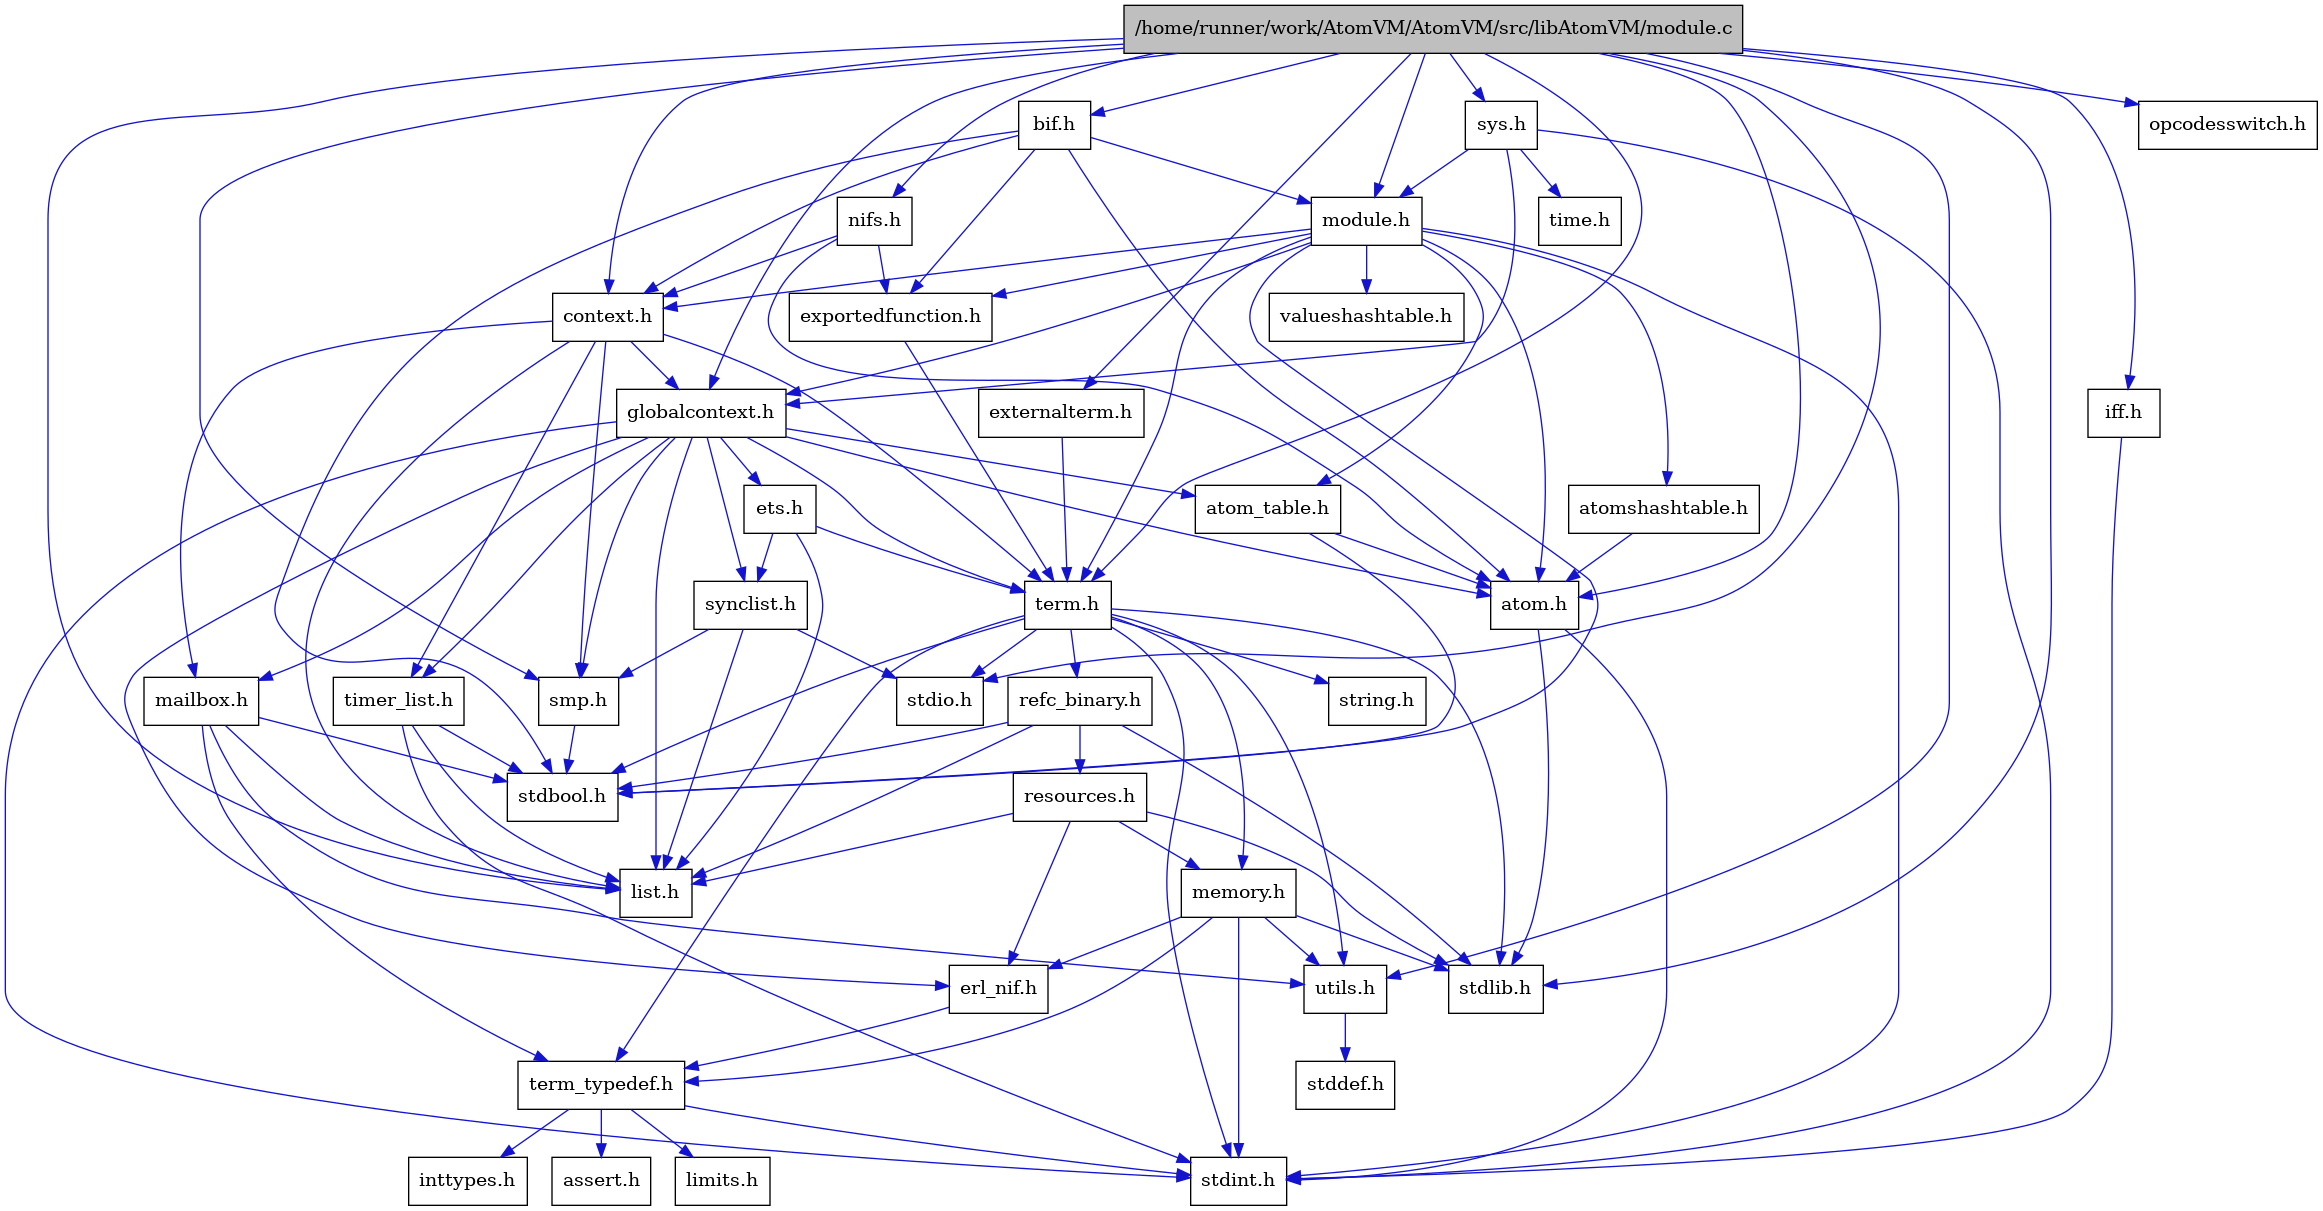 /home/runner/work/AtomVM/AtomVM/src/libAtomVM/module.c
bif.h
sys.h
opcodesswitch.h
nifs.h
module.h
time.h
context.h
exportedfunction.h
valueshashtable.h
globalcontext.h
externalterm.h
iff.h
ets.h
atom_table.h
atomshashtable.h
synclist.h
term.h
atom.h
mailbox.h
timer_list.h
smp.h
stdio.h
refc_binary.h
string.h
stdbool.h
resources.h
list.h
memory.h
erl_nif.h
utils.h
stdlib.h
term_typedef.h
stddef.h
inttypes.h
assert.h
limits.h
stdint.h